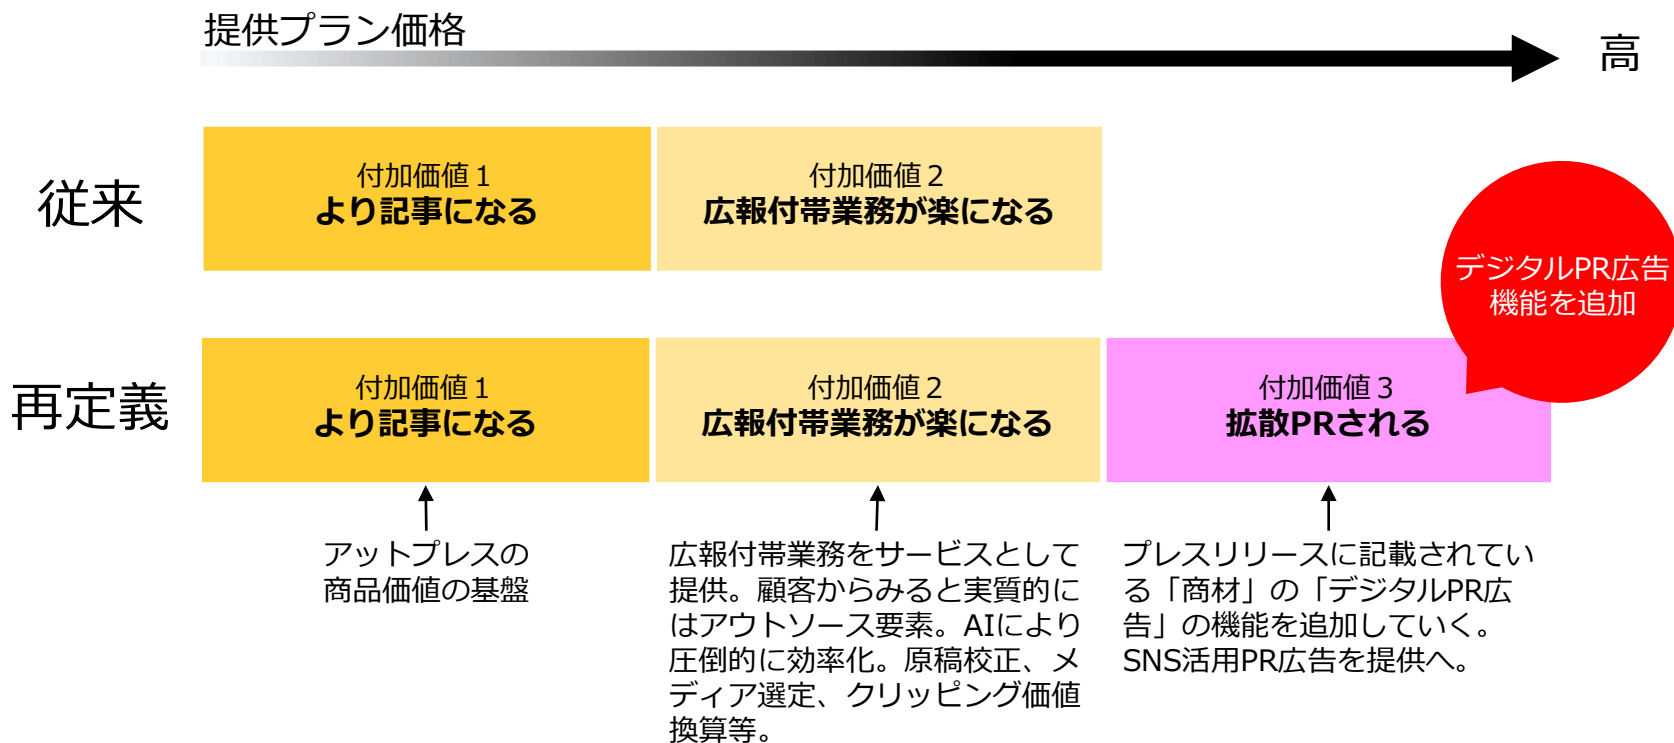 提供プラン価格
高
従来
付加価値１
より記事になる
付加価値２
広報付帯業務が楽になる
デジタルPR広告
機能を追加
再定義
付加価値１
より記事になる
付加価値２
広報付帯業務が楽になる
付加価値３
拡散PRされる
アットプレスの
商品価値の基盤
広報付帯業務をサービスとして
提供。顧客からみると実質的に
はアウトソース要素。AIにより
圧倒的に効率化。原稿校正、メ
ディア選定、クリッピング価値
換算等。
プレスリリースに記載されてい
る「商材」の「デジタルPR広
告」の機能を追加していく。
SNS活用PR広告を提供へ。